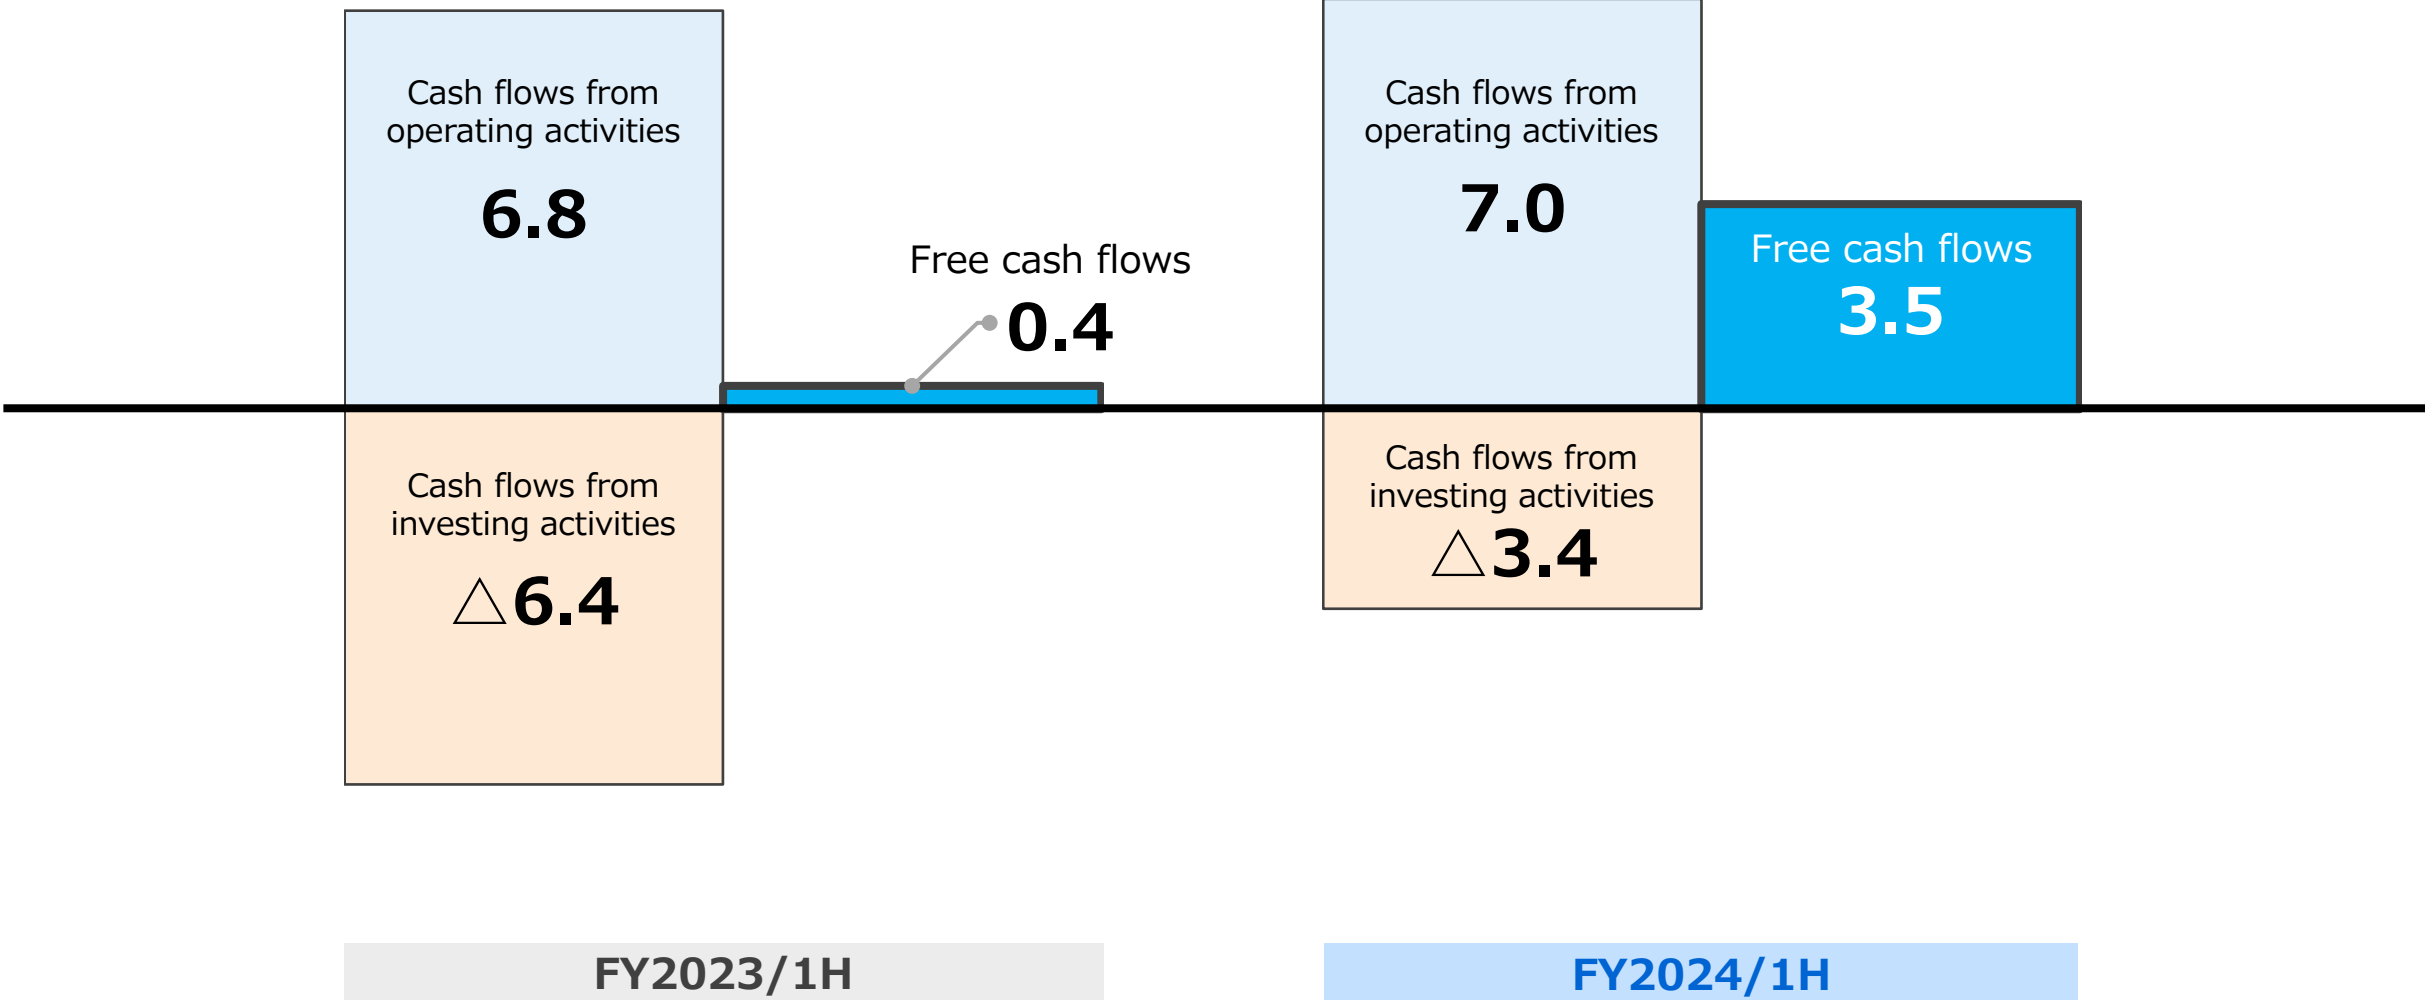 Cash flows from
operating activities
6.8
Free cash flows
0.4
Cash flows from
investing activities
△6.4
FY2023/1H
Cash flows from
operating activities
7.0
Free cash flows
3.5
Cash flows from
investing activities
△3.4
FY2024/1H